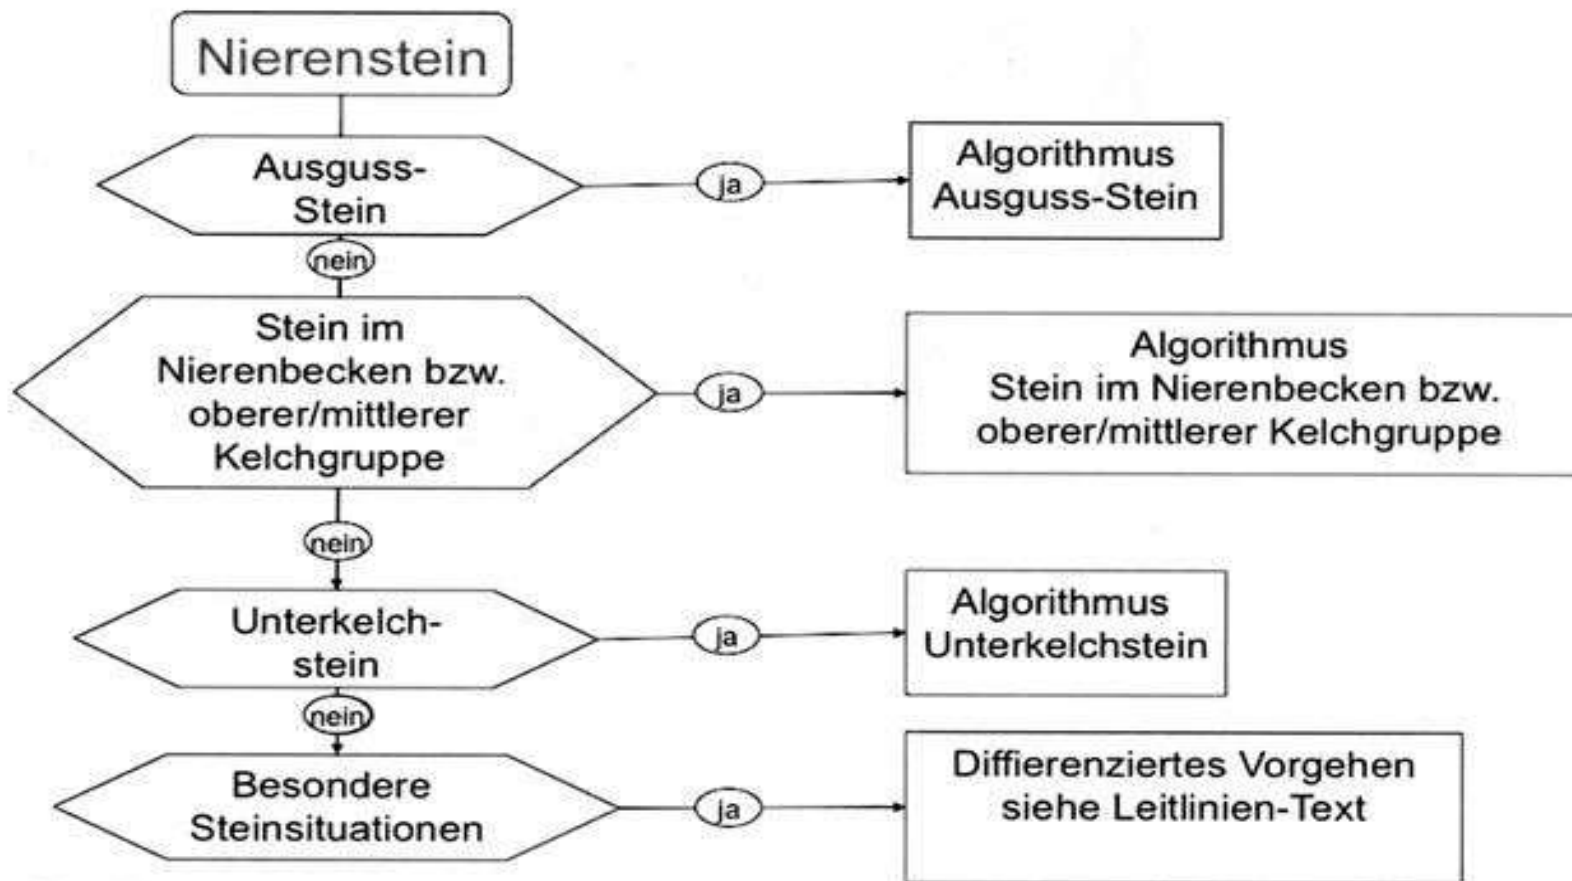 Nierenstein
Ausguss-
Stein
ja
Algorithmus
Ausguss-Stein
nein
Stein im
Nierenbecken bzw.
oberer/mittlerer
Kelchgruppe
ja
Algorithmus
Stein im Nierenbecken bzw.
oberer/mittlerer Kelchgruppe
nein
Unterkelch-
stein
ja
Algorithmus
Unterkelchstein
nein
Besondere
Steinsituationen
ja
Diffierenziertes Vorgehen
siehe Leitlinien-Text